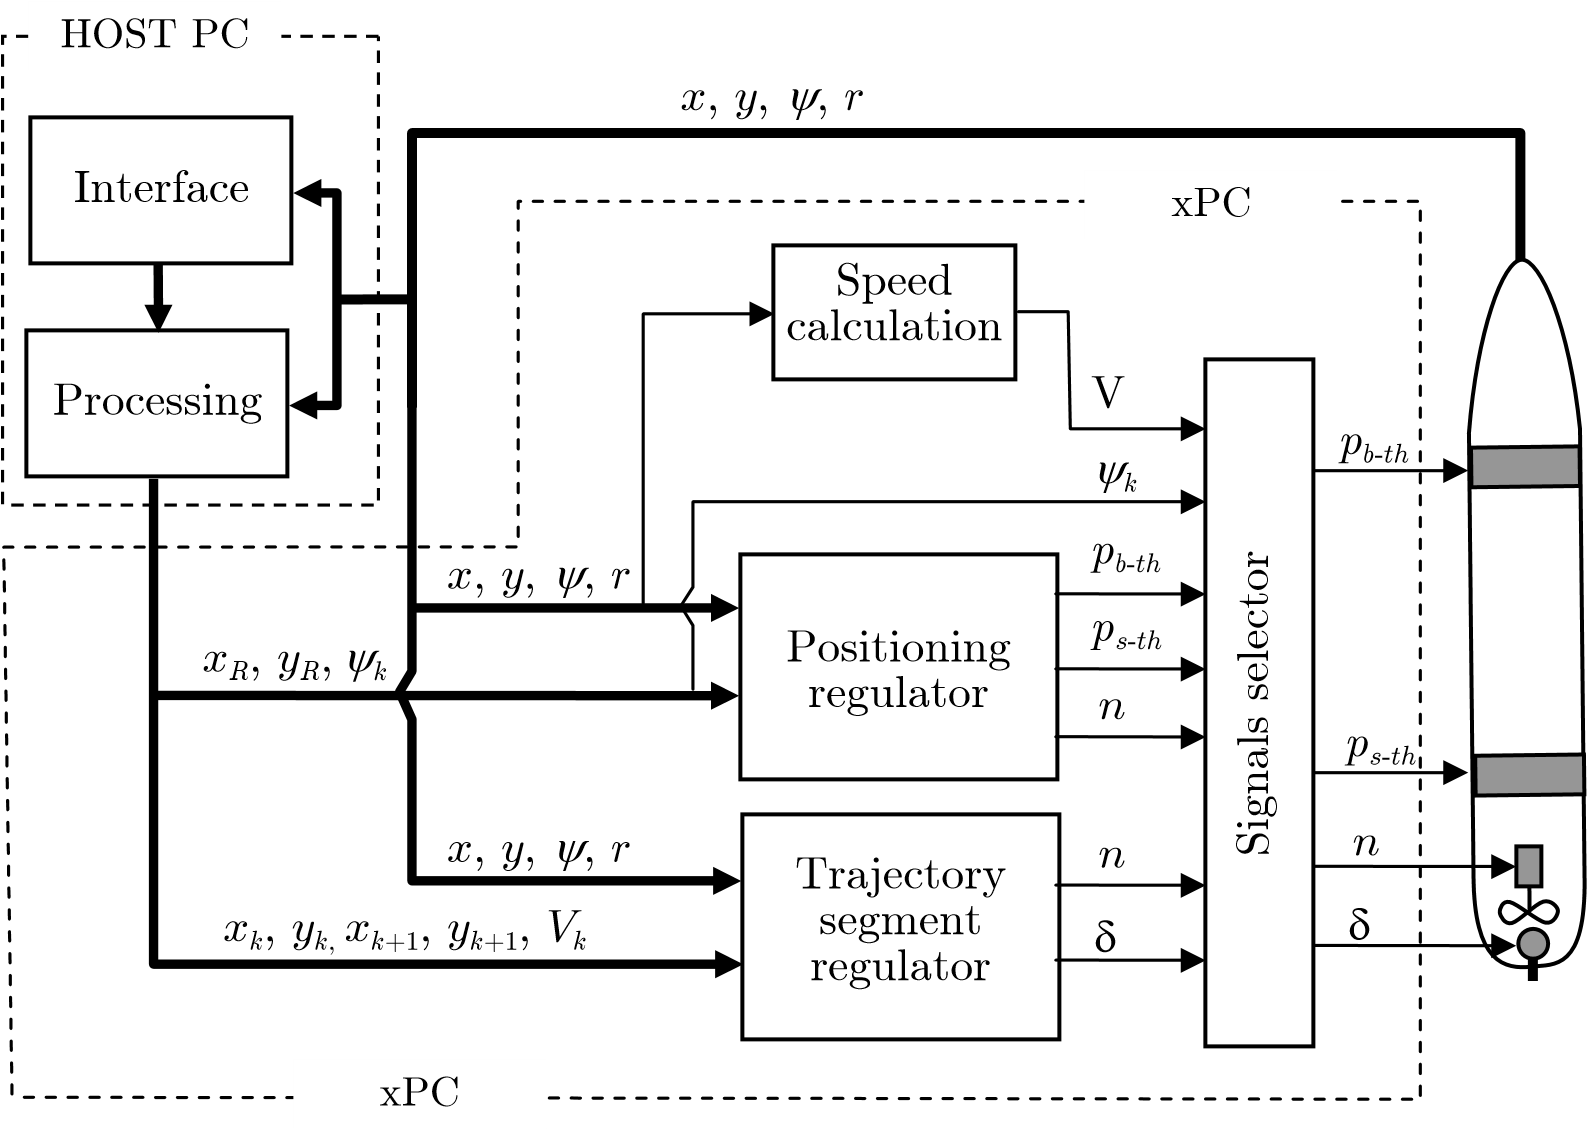 HOST PC
x, y, ψ, r
Interface
xPC
Speed
calculation
V
Processing
p_b-th
ψ_k
x, y, ψ, r
p_b-th
Positioning
regulator
p_s-th
x_R, y_R, ψ_k
n
Signals selector
p_s-th
x, y, ψ, r
Trajectory
segment
regulator
n
n
x_k, y_k, x_k+1, y_k+1, V_k
δ
δ
xPC